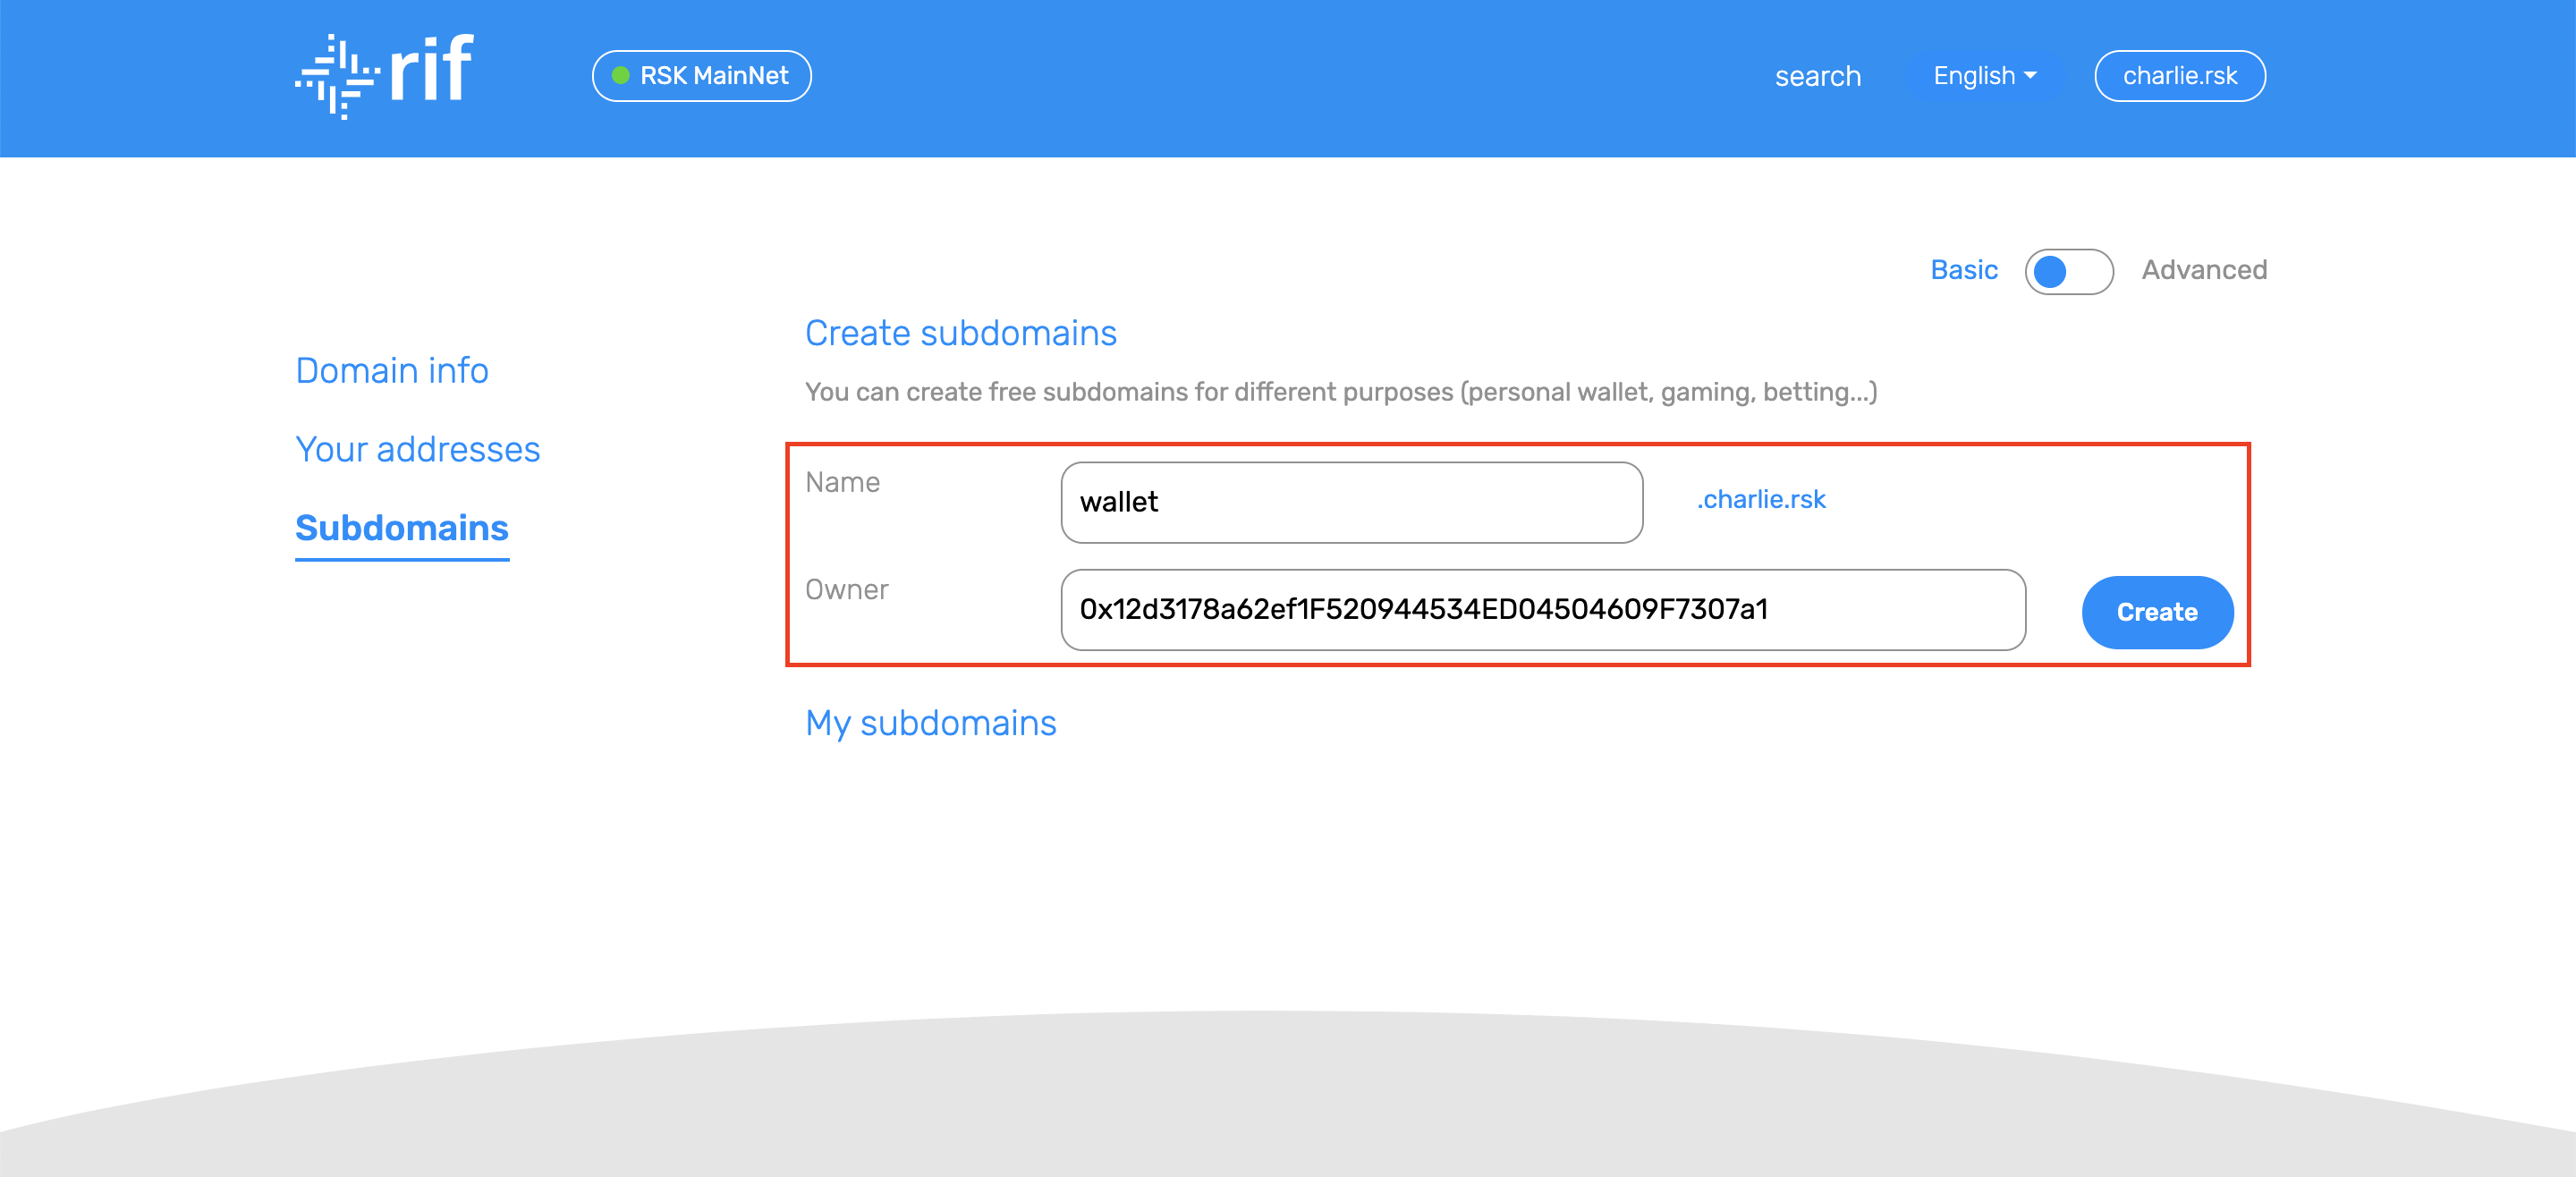 rif
RSK MainNet
search
English
charlie.rsk
Basic
Advanced
Create subdomains
You can create free subdomains for different purposes (personal wallet, gaming, betting...)
Domain info
Your addresses
Subdomains
Name
wallet
.charlie.rsk
Owner
0x12d3178a62ef1F520944534ED04504609F7307a1
Create
My subdomains